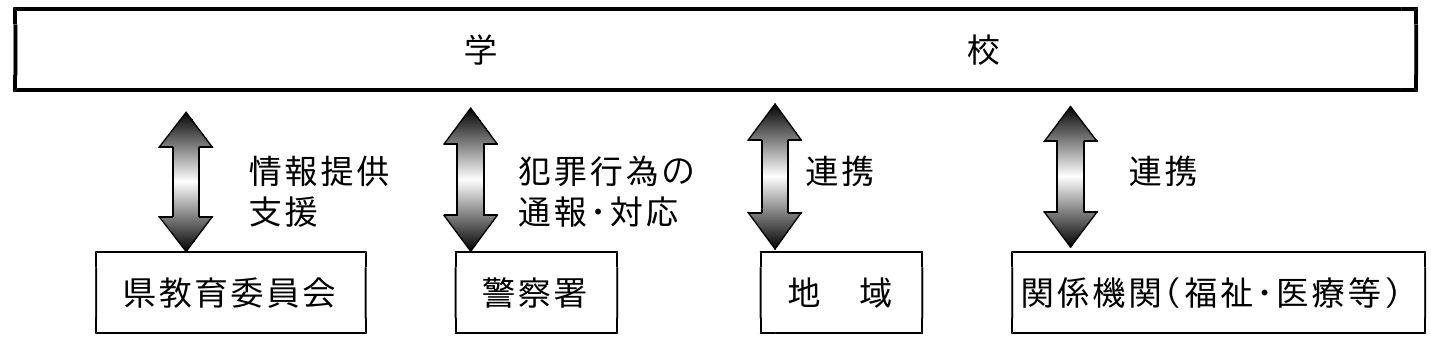 学　校
情報提供
支援
犯罪行為の
通報・対応
連携
連携
県教育委員会
警察署
地　域
関係機関（福祉・医療等）